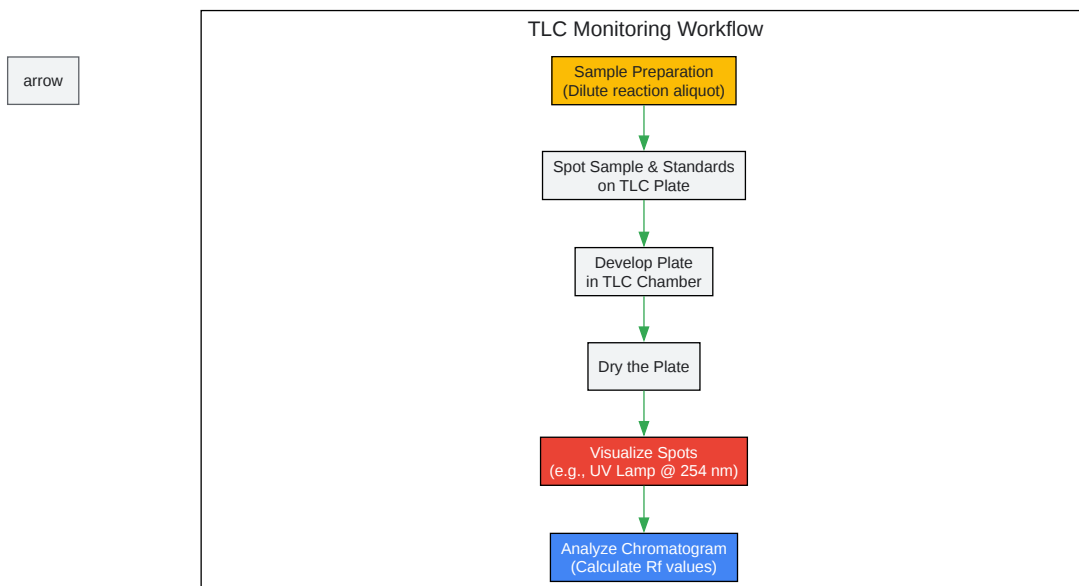 TLC Monitoring Workflow
arrow
Sample Preparation
(Dilute reaction aliquot)
Spot Sample & Standards
on TLC Plate
Develop Plate
in TLC Chamber
Dry the Plate
Visualize Spots
(e.g., UV Lamp @ 254 nm)
Analyze Chromatogram
(Calculate Rf values)